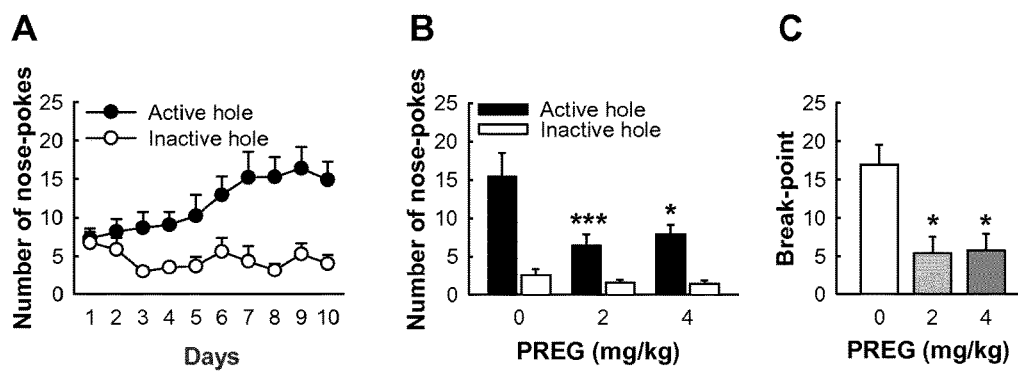 A
B
C
Number of nose-pokes
25
20
15
10
5
0
Active hole
Inactive hole
1 2 3 4 5 6 7 8 9 10
Days
Number of nose-pokes
25
20
15
10
5
0
Active hole
Inactive hole
***
*
0 2 4
PREG (mg/kg)
Break-point
25
20
15
10
5
0
*
*
0 2 4
PREG (mg/kg)